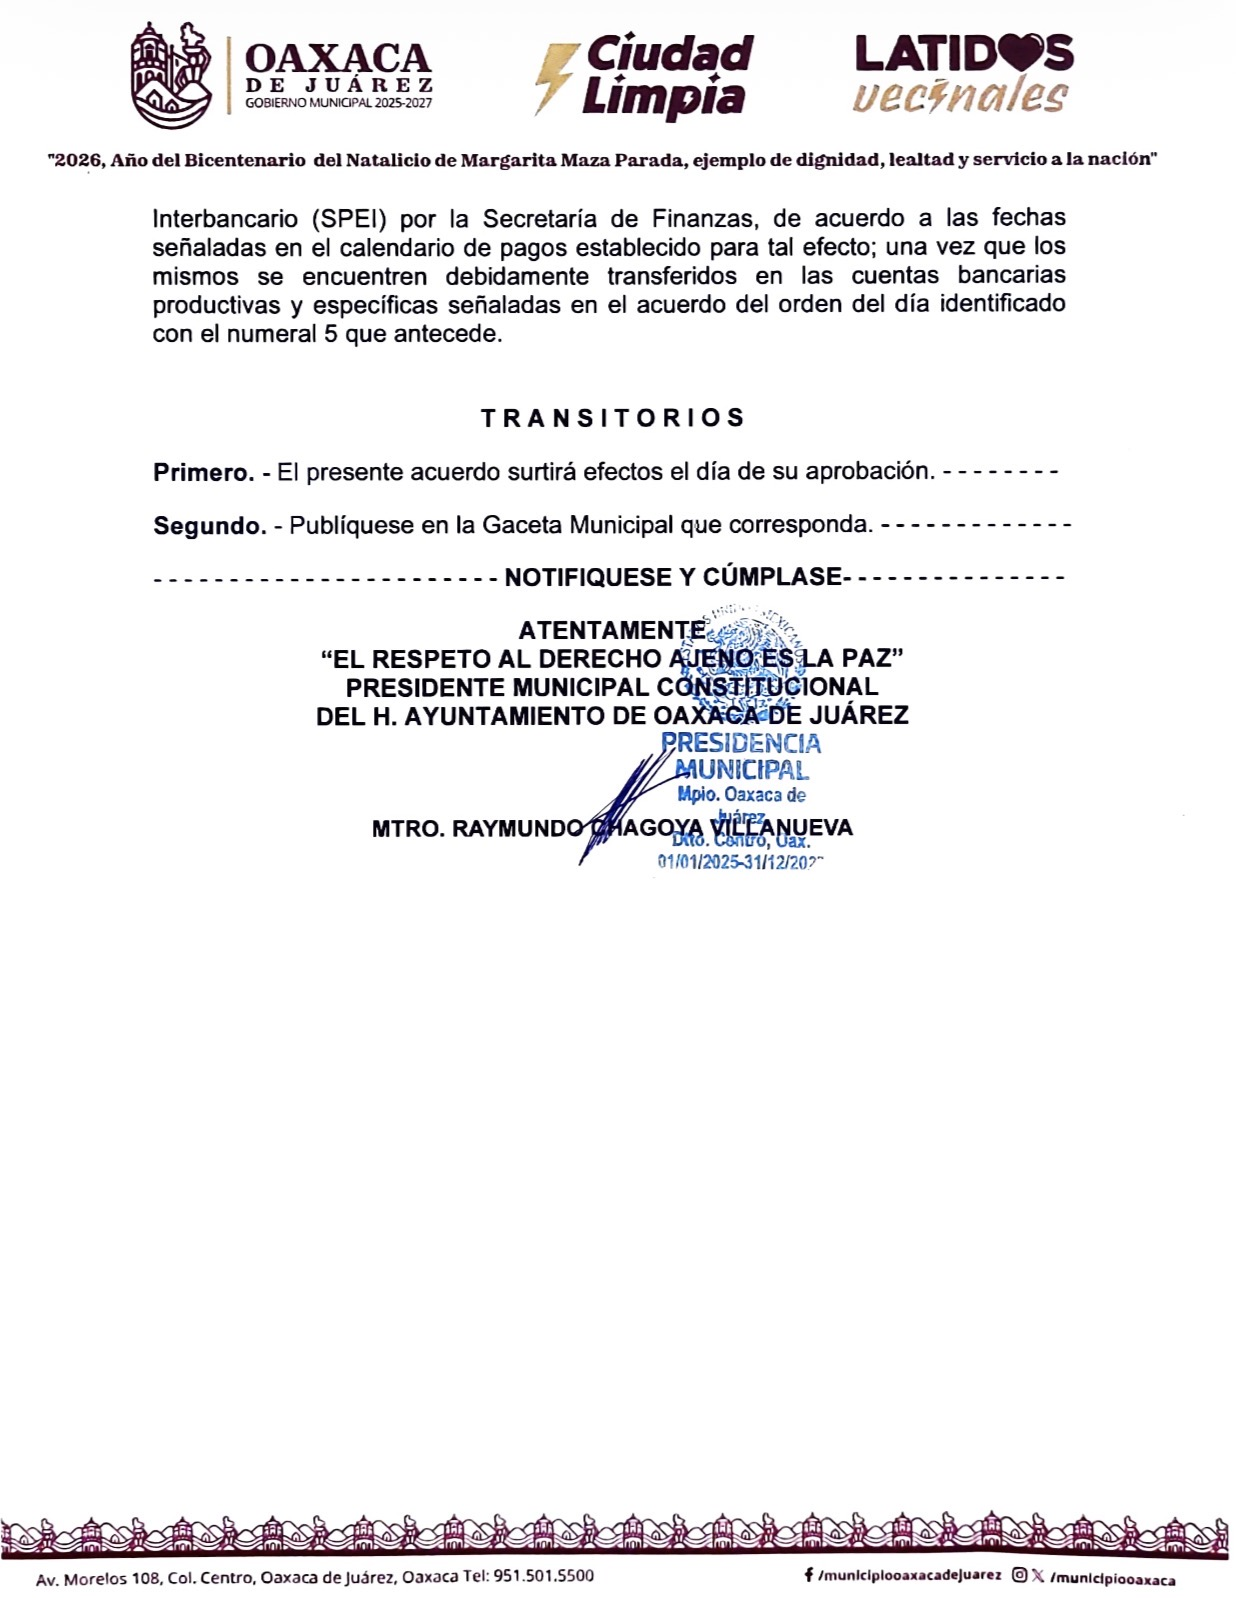 OAXACA
DE JUÁREZ
GOBIERNO MUNICIPAL 2025-2027
Ciudad
Limpia
LATIDOS
vecinales
"2026, Año del Bicentenario del Natalicio de Margarita Maza Parada, ejemplo de dignidad, lealtad y servicio a la nación"
Interbancario (SPEI) por la Secretaría de Finanzas, de acuerdo a las fechas
señaladas en el calendario de pagos establecido para tal efecto; una vez que los
mismos se encuentren debidamente transferidos en las cuentas bancarias
productivas y específicas señaladas en el acuerdo del orden del día identificado
con el numeral 5 que antecede.
T R A N S I T O R I O S
Primero. - El presente acuerdo surtirá efectos el día de su aprobación. - - - - - - - -
Segundo. - Publíquese en la Gaceta Municipal que corresponda. - - - - - - - - - - - - -
- - - - - - - - - - - - - - - - - - - - - - - NOTIFIQUESE Y CÚMPLASE- - - - - - - - - - - - - - -
ATENTAMENTE
“EL RESPETO AL DERECHO AJENO ES LA PAZ”
PRESIDENTE MUNICIPAL CONSTITUCIONAL
DEL H. AYUNTAMIENTO DE OAXACA DE JUÁREZ
PRESIDENCIA
MUNICIPAL
Mpio. Oaxaca de
Juárez
MTRO. RAYMUNDO CHAGOYA VILLANUEVA
Dtto. Centro, Oax.
01/01/2025-31/12/202
Av. Morelos 108, Col. Centro, Oaxaca de Juárez, Oaxaca Tel: 951.501.5500
/municipiooaxacadejuarez /municipiooaxaca